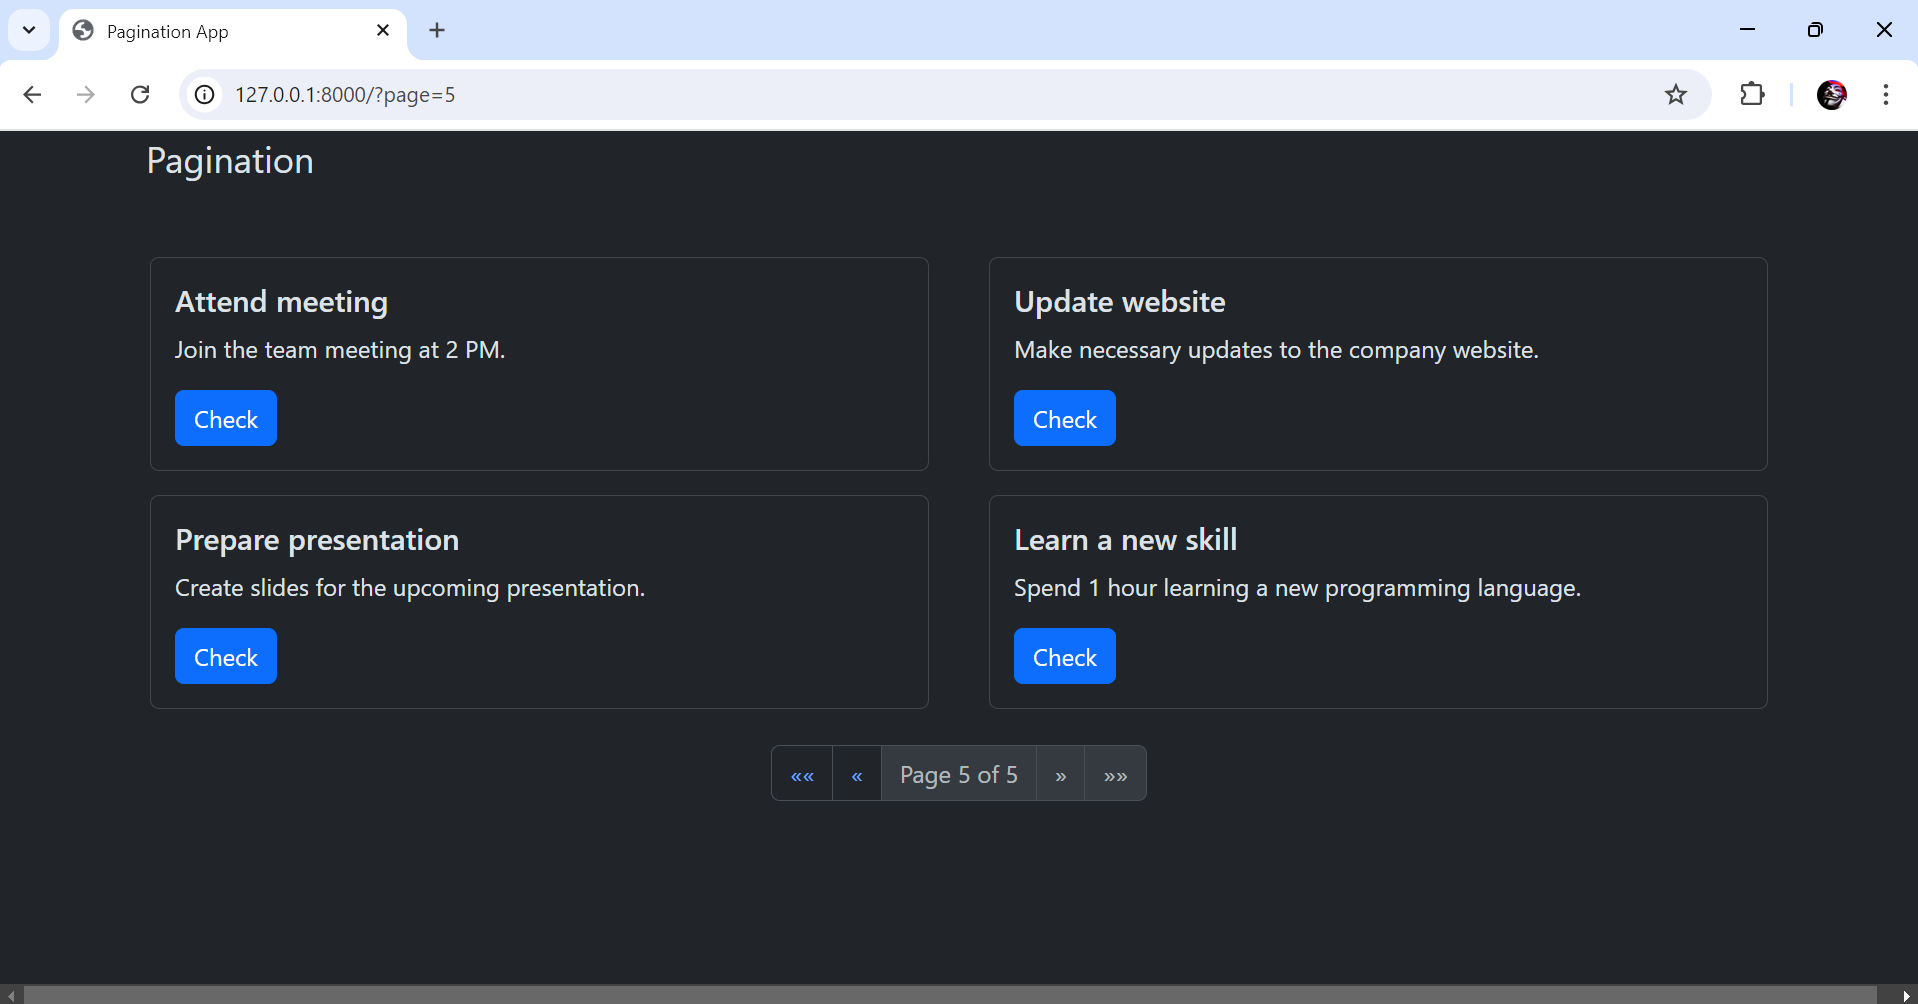 Pagination App
127.0.0.1:8000/?page=5
Pagination
Attend meeting
Join the team meeting at 2 PM.
Check
Update website
Make necessary updates to the company website.
Check
Prepare presentation
Create slides for the upcoming presentation.
Check
Learn a new skill
Spend 1 hour learning a new programming language.
Check
«« « Page 5 of 5 » »»